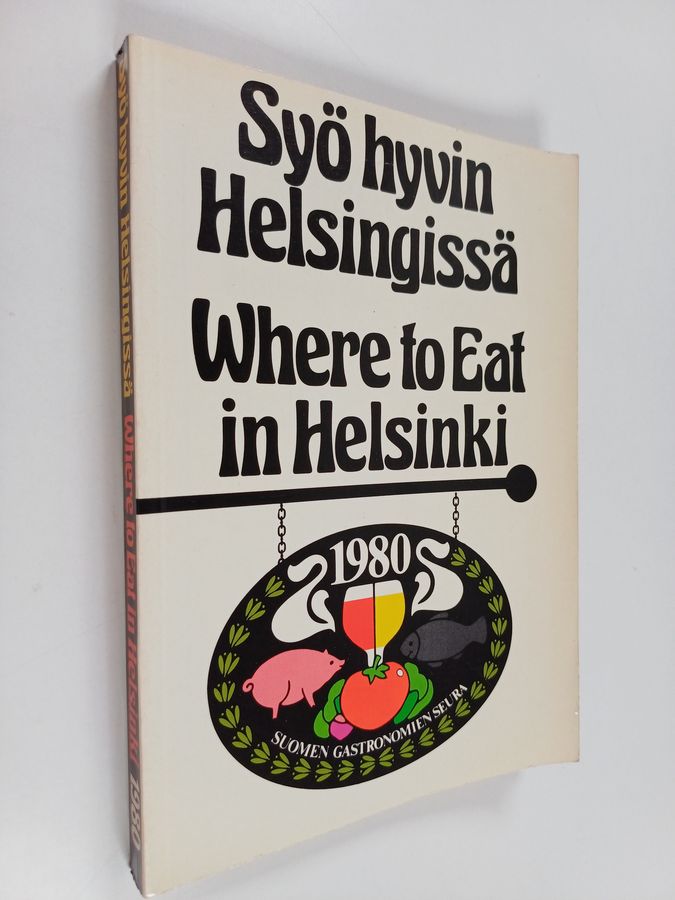 Syö hyvin
Helsingissä
Where to Eat
in Helsinki
1980
SUOMEN GASTRONOMIEN SEURA
Syö hyvin Helsingissä Where to Eat in Helsinki 1980